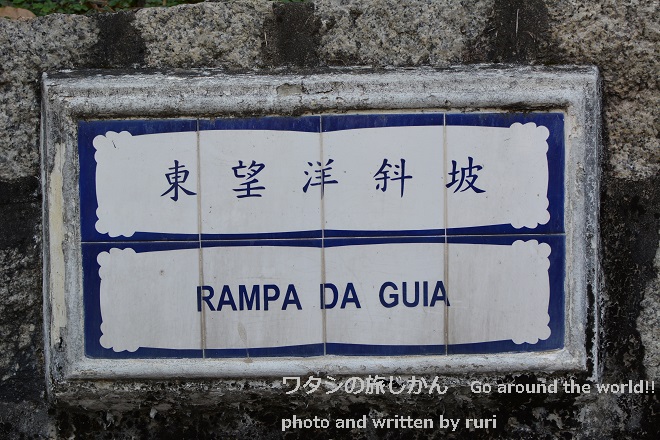 東望洋斜坡
RAMPA DA GUIA
ワタシの旅じかん Go around the world!!
photo and written by ruri